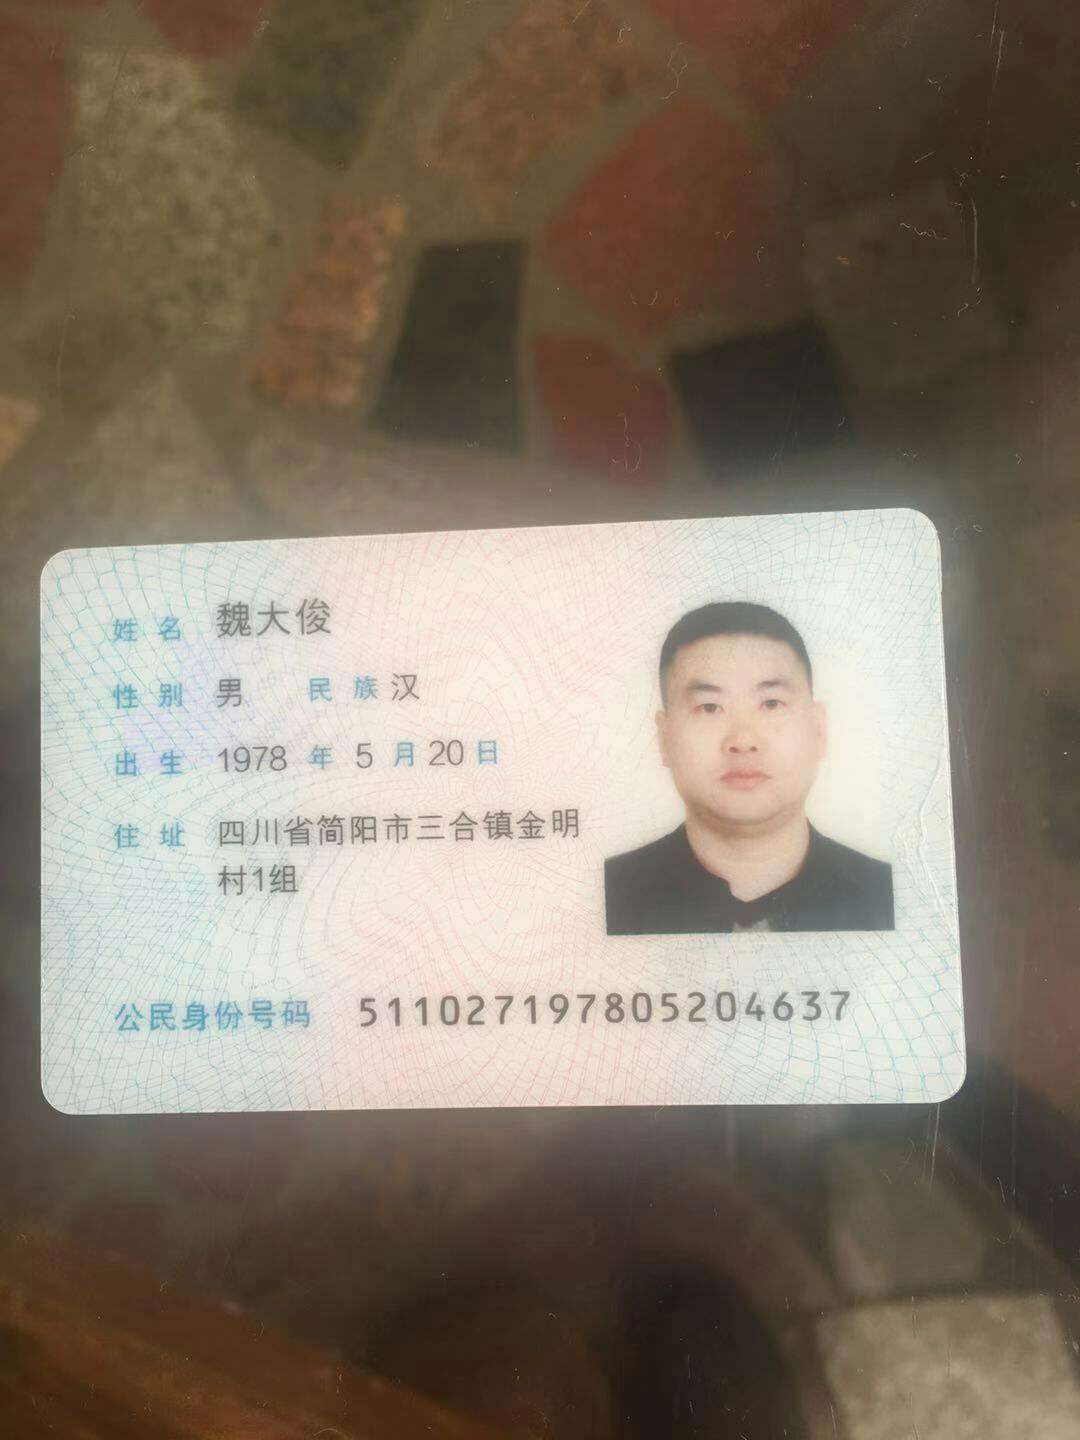 姓名 魏大俊
性别 男 民族 汉
出生 1978 年 5 月 20 日
住址 四川省简阳市三合镇金明
村1组
公民身份号码 511027197805204637